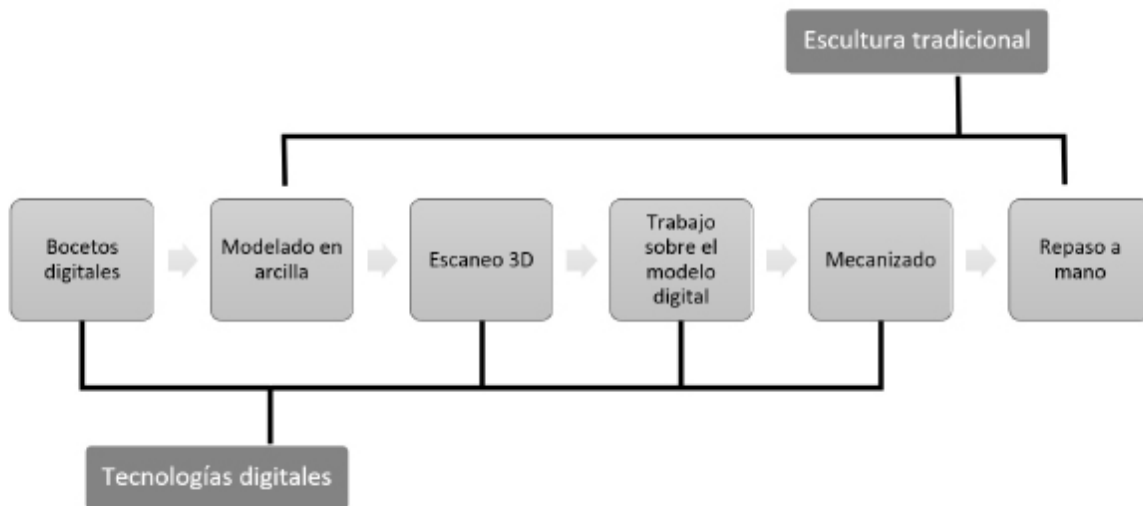 Escultura tradicional
Bocetos
digitales
Modelado en
arcilla
Escaneo 3D
Trabajo
sobre el
modelo
digital
Mecanizado
Repaso a
mano
Tecnologías digitales